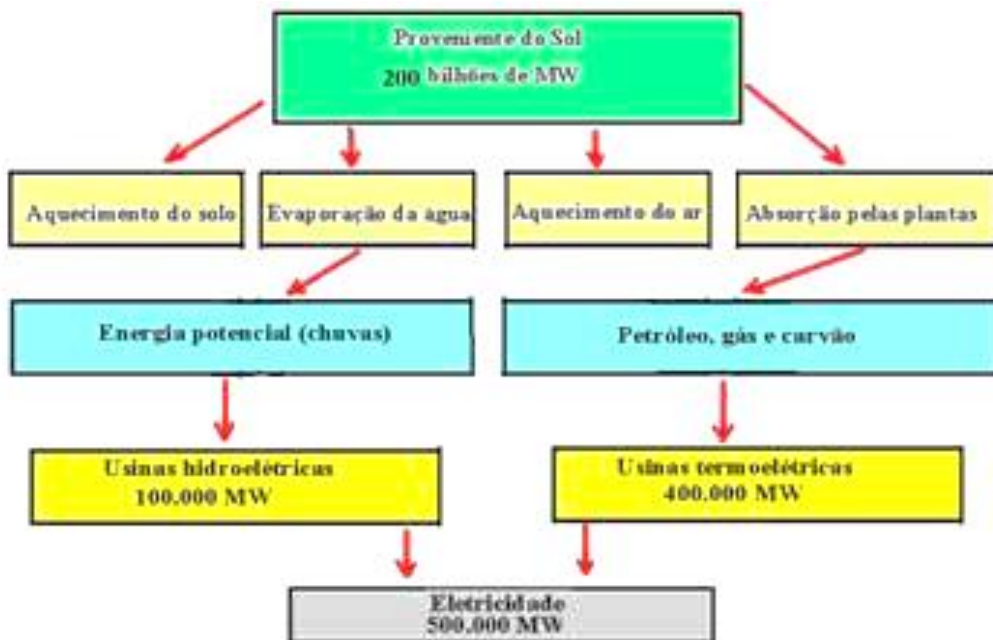 Proveniente do Sol
200 bilhões de MW
Aquecimento do solo
Evaporação da água
Aquecimento do ar
Absorção pelas plantas
Energia potencial (chuvas)
Petróleo, gás e carvão
Usinas hidroelétricas
100.000 MW
Usinas termoelétricas
400.000 MW
Eletricidade
500.000 MW